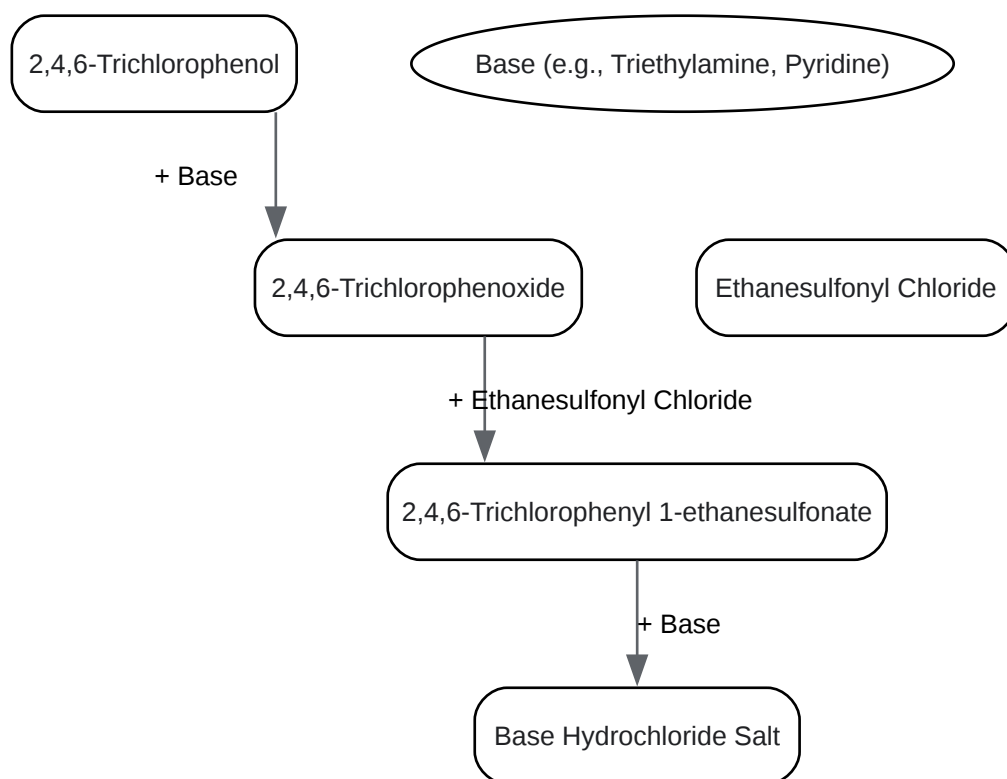 2,4,6-Trichlorophenol
Base (e.g., Triethylamine, Pyridine)
+ Base
2,4,6-Trichlorophenoxide
Ethanesulfonyl Chloride
+ Ethanesulfonyl Chloride
2,4,6-Trichlorophenyl 1-ethanesulfonate
+ Base
Base Hydrochloride Salt